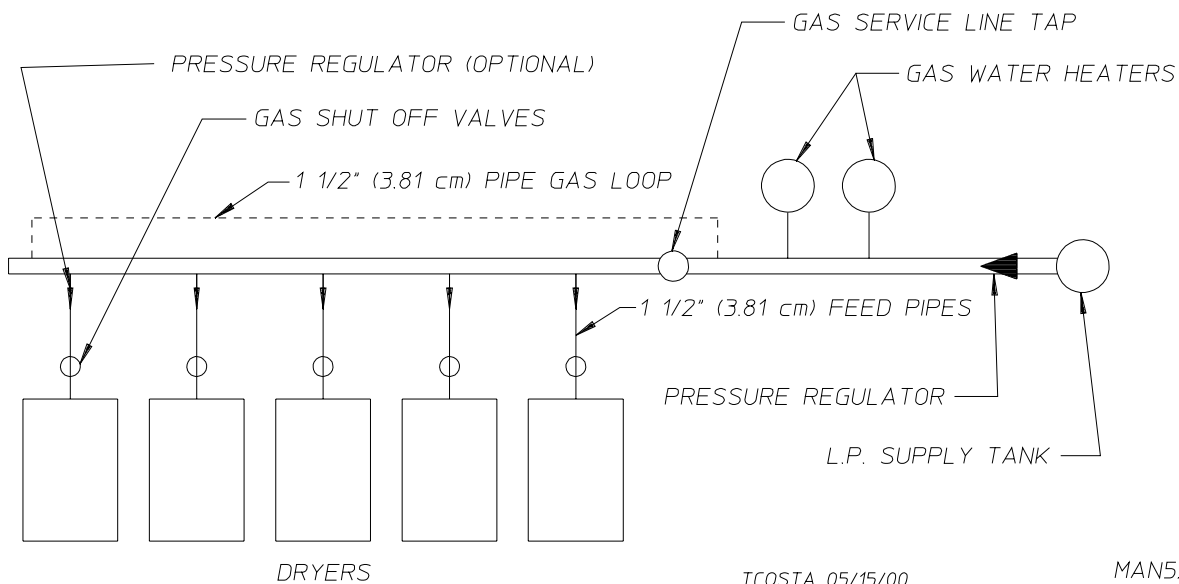 GAS SERVICE LINE TAP
PRESSURE REGULATOR (OPTIONAL)
GAS WATER HEATERS
GAS SHUT OFF VALVES
1 1/2" (3.81 cm) PIPE GAS LOOP
1 1/2" (3.81 cm) FEED PIPES
PRESSURE REGULATOR
L.P. SUPPLY TANK
DRYERS
TCOSTA 05/15/00